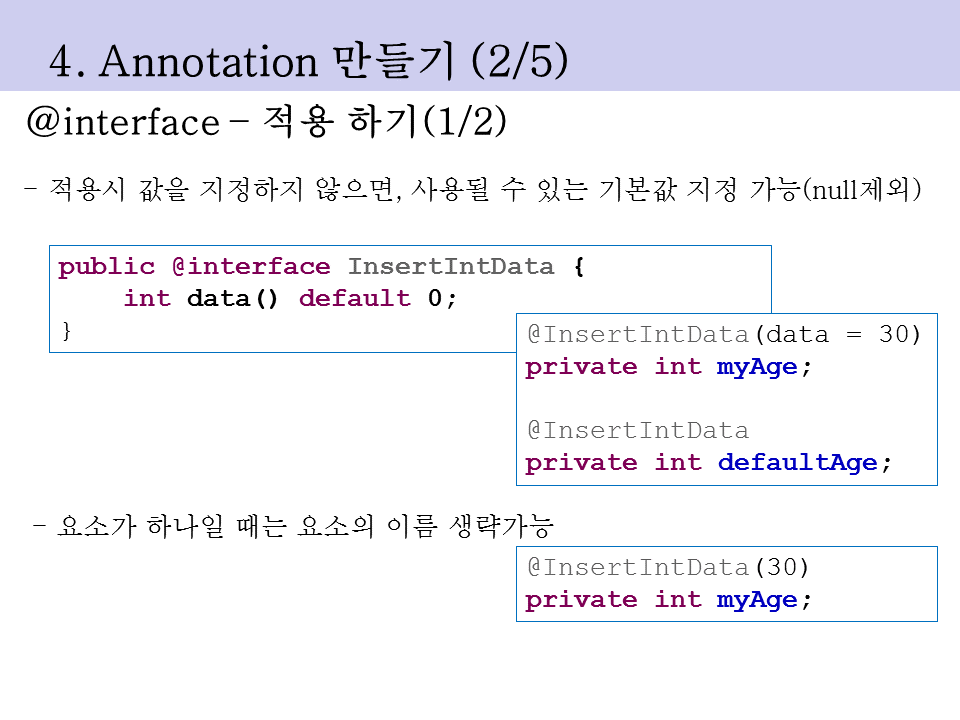 4. Annotation 만들기 (2/5)
@interface – 적용 하기(1/2)
- 적용시 값을 지정하지 않으면, 사용될 수 있는 기본값 지정 가능(null제외)
public @interface InsertIntData {
    int data() default 0;
}
@InsertIntData(data = 30)
private int myAge;
@InsertIntData
private int defaultAge;
- 요소가 하나일 때는 요소의 이름 생략가능
@InsertIntData(30)
private int myAge;